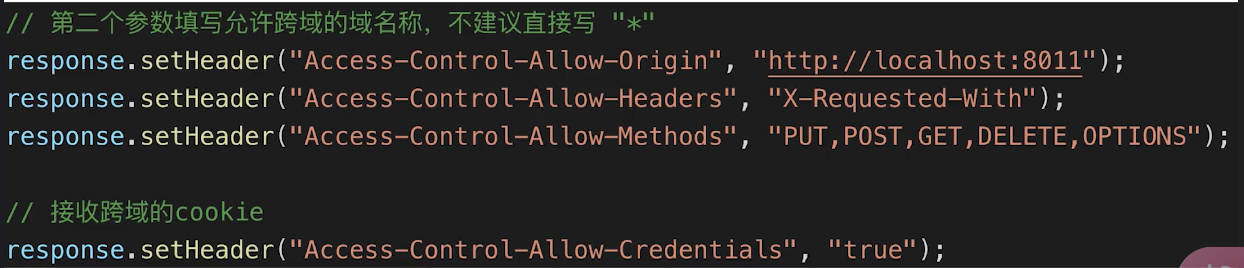 // 第二个参数填写允许跨域的域名称，不建议直接写 "*"
response.setHeader("Access-Control-Allow-Origin", "http://localhost:8011");
response.setHeader("Access-Control-Allow-Headers", "X-Requested-With");
response.setHeader("Access-Control-Allow-Methods", "PUT,POST,GET,DELETE,OPTIONS");
// 接收跨域的cookie
response.setHeader("Access-Control-Allow-Credentials", "true");